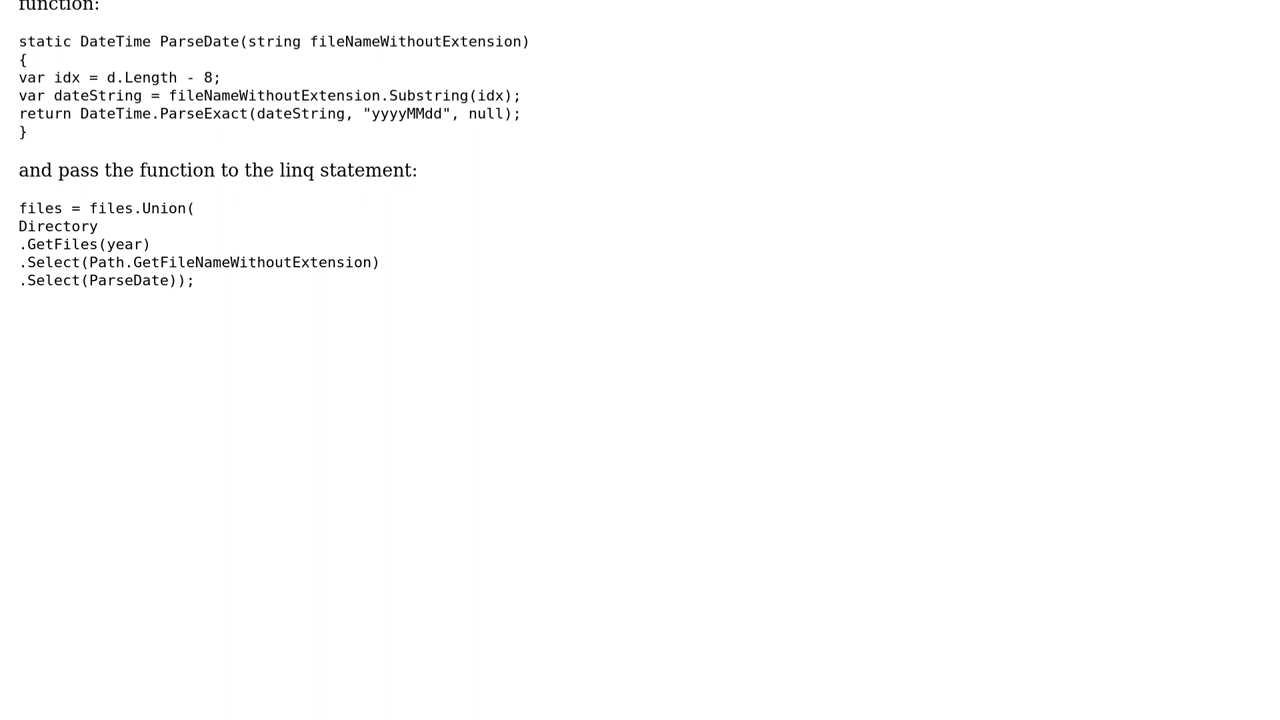 function:
static DateTime ParseDate(string fileNameWithoutExtension)
{
var idx = d.Length - 8;
var dateString = fileNameWithoutExtension.Substring(idx);
return DateTime.ParseExact(dateString, "yyyyMMdd", null);
}
and pass the function to the linq statement:
files = files.Union(
Directory
.GetFiles(year)
.Select(Path.GetFileNameWithoutExtension)
.Select(ParseDate));